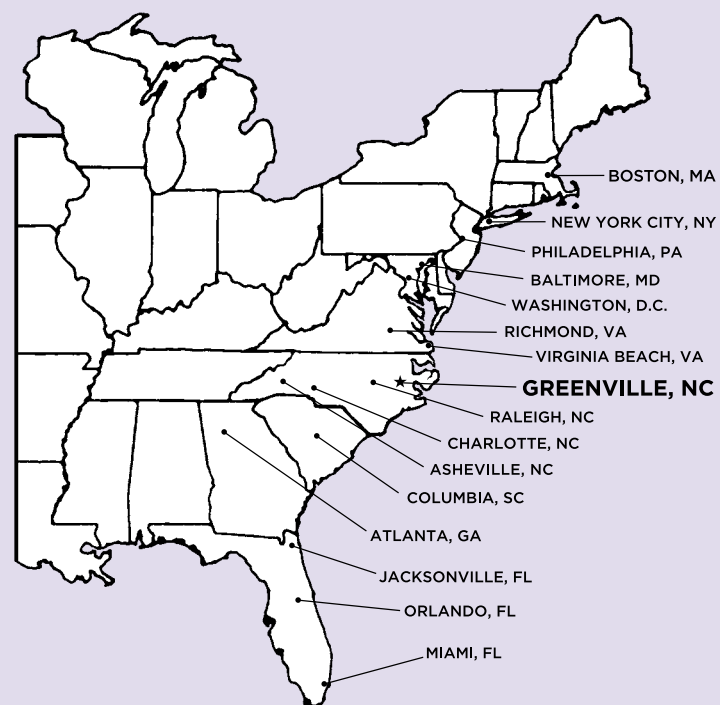 BOSTON, MA
NEW YORK CITY, NY
PHILADELPHIA, PA
BALTIMORE, MD
WASHINGTON, D.C.
RICHMOND, VA
VIRGINIA BEACH, VA
GREENVILLE, NC
RALEIGH, NC
CHARLOTTE, NC
ASHEVILLE, NC
COLUMBIA, SC
ATLANTA, GA
JACKSONVILLE, FL
ORLANDO, FL
MIAMI, FL